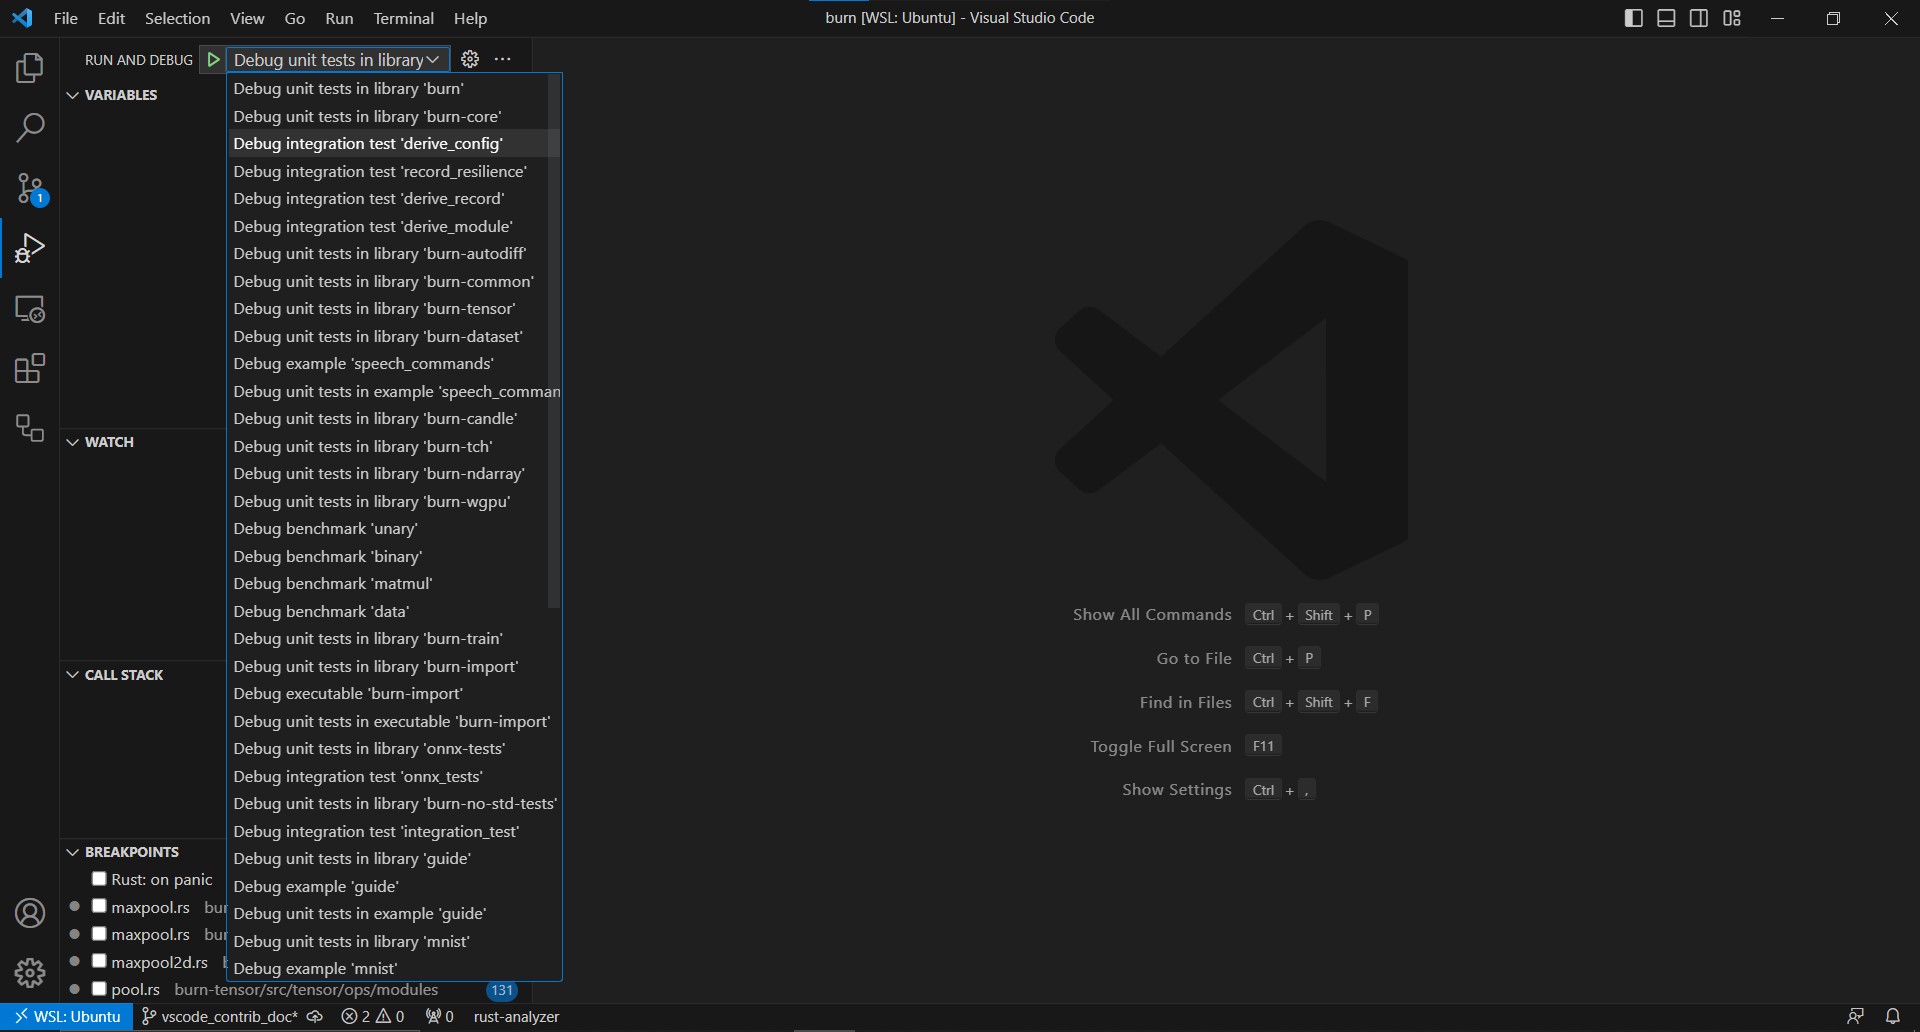 File Edit Selection View Go Run Terminal Help
burn [WSL: Ubuntu] - Visual Studio Code
RUN AND DEBUG
Debug unit tests in library
VARIABLES
Debug unit tests in library 'burn'
Debug unit tests in library 'burn-core'
Debug integration test 'derive_config'
Debug integration test 'record_resilience'
1
Debug integration test 'derive_record'
Debug integration test 'derive_module'
Debug unit tests in library 'burn-autodiff'
Debug unit tests in library 'burn-common'
Debug unit tests in library 'burn-tensor'
Debug unit tests in library 'burn-dataset'
Debug example 'speech_commands'
Debug unit tests in example 'speech_comman
Debug unit tests in library 'burn-candle'
WATCH
Debug unit tests in library 'burn-tch'
Debug unit tests in library 'burn-ndarray'
Debug unit tests in library 'burn-wgpu'
Debug benchmark 'unary'
Debug benchmark 'binary'
Debug benchmark 'matmul'
Debug benchmark 'data'
Debug unit tests in library 'burn-train'
Debug unit tests in library 'burn-import'
CALL STACK
Debug executable 'burn-import'
Debug unit tests in executable 'burn-import'
Debug unit tests in library 'onnx-tests'
Debug integration test 'onnx_tests'
Debug unit tests in library 'burn-no-std-tests'
Debug integration test 'integration_test'
Debug unit tests in library 'guide'
Debug example 'guide'
Debug unit tests in example 'guide'
Debug unit tests in library 'mnist'
Debug example 'mnist'
BREAKPOINTS
Rust: on panic
maxpool.rs bur
maxpool.rs bur
maxpool2d.rs
pool.rs burn-tensor/src/tensor/ops/modules 131
Show All Commands Ctrl + Shift + P
Go to File Ctrl + P
Find in Files Ctrl + Shift + F
Toggle Full Screen F11
Show Settings Ctrl + ,
WSL: Ubuntu vscode_contrib_doc* 2 0 0 rust-analyzer